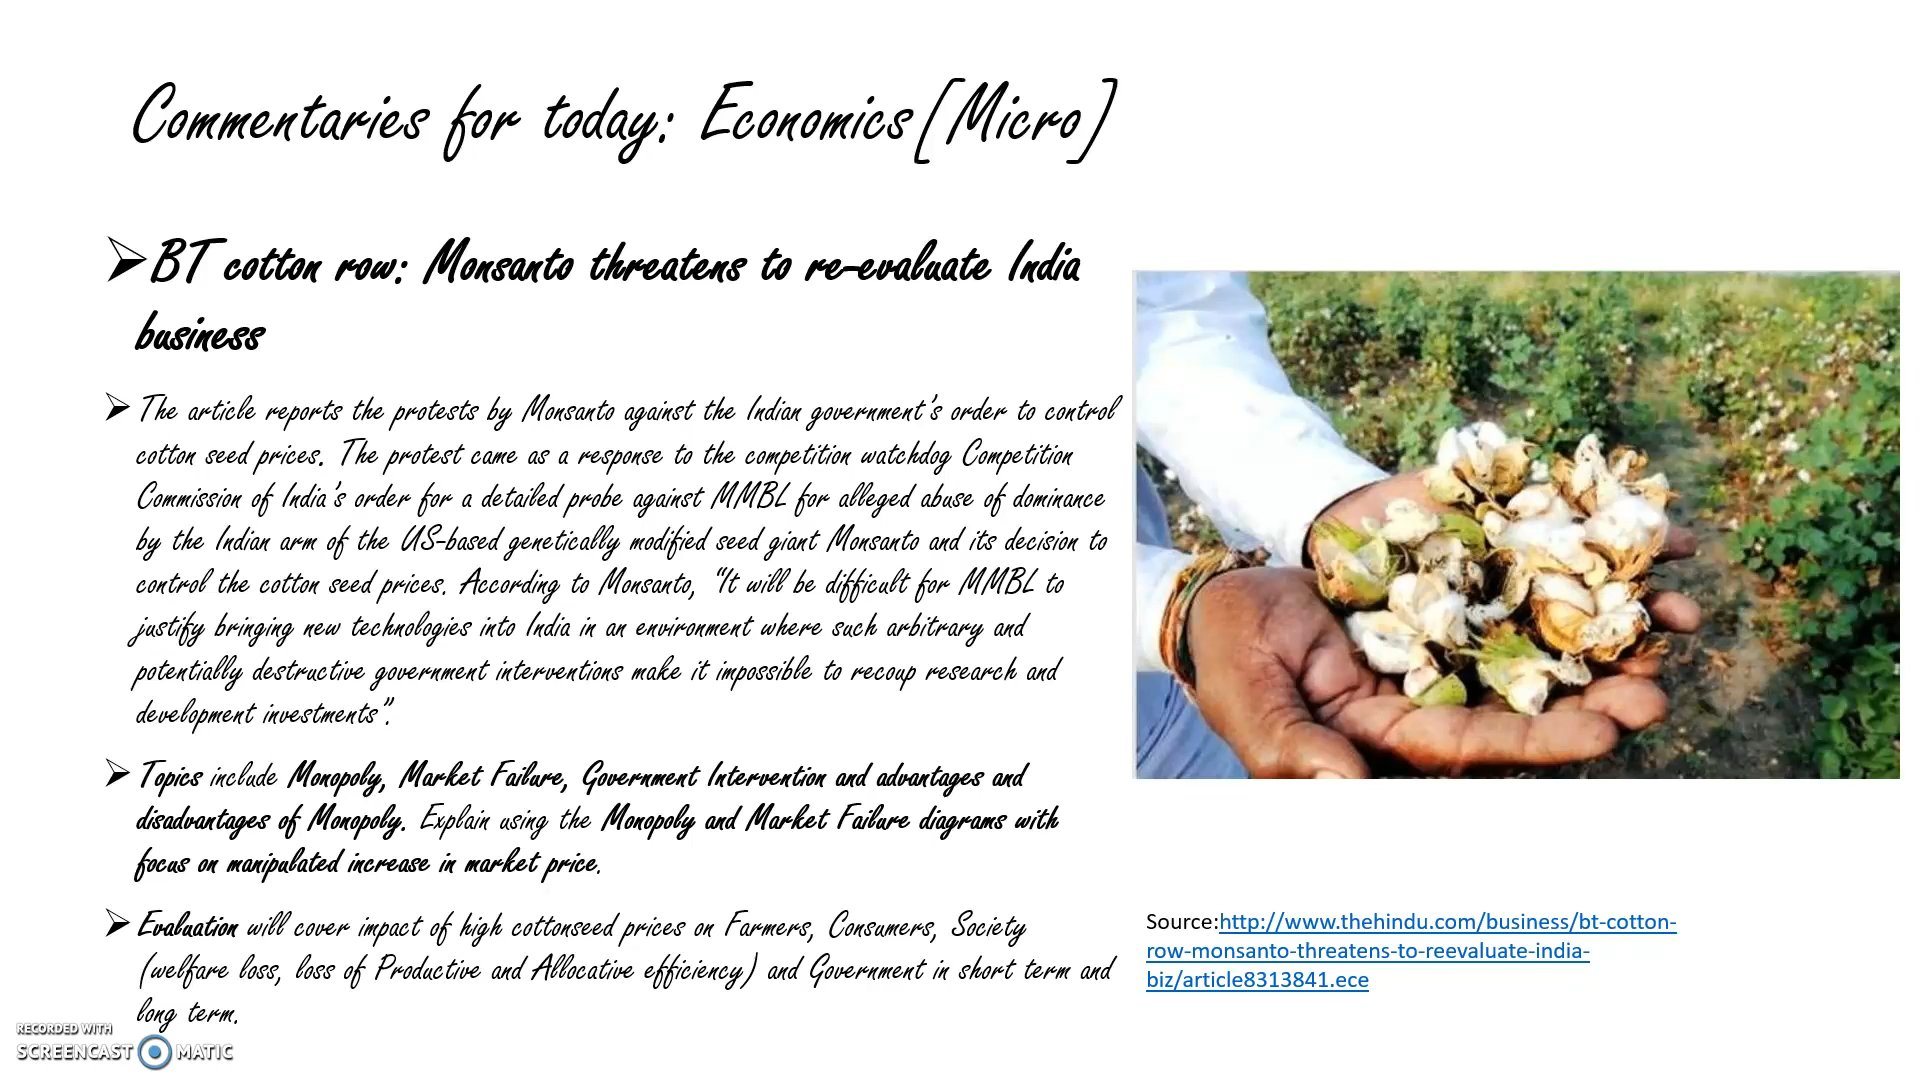 Commentaries for today: Economics[Micro]
➢BT cotton row: Monsanto threatens to re-evaluate India
business
➢ The article reports the protests by Monsanto against the Indian government's order to control
cotton seed prices. The protest came as a response to the competition watchdog Competition
Commission of India's order for a detailed probe against MMBL for alleged abuse of dominance
by the Indian arm of the US-based genetically modified seed giant Monsanto and its decision to
control the cotton seed prices. According to Monsanto, “It will be difficult for MMBL to
justify bringing new technologies into India in an environment where such arbitrary and
potentially destructive government interventions make it impossible to recoup research and
development investments”.
➢ Topics include Monopoly, Market Failure, Government Intervention and advantages and
disadvantages of Monopoly. Explain using the Monopoly and Market Failure diagrams with
focus on manipulated increase in market price.
➢ Evaluation will cover impact of high cottonseed prices on Farmers, Consumers, Society
(welfare loss, loss of Productive and Allocative efficiency) and Government in short term and
long term.
Source:http://www.thehindu.com/business/bt-cotton-
row-monsanto-threatens-to-reevaluate-india-
biz/article8313841.ece
RECORDED WITH
SCREENCAST MATIC